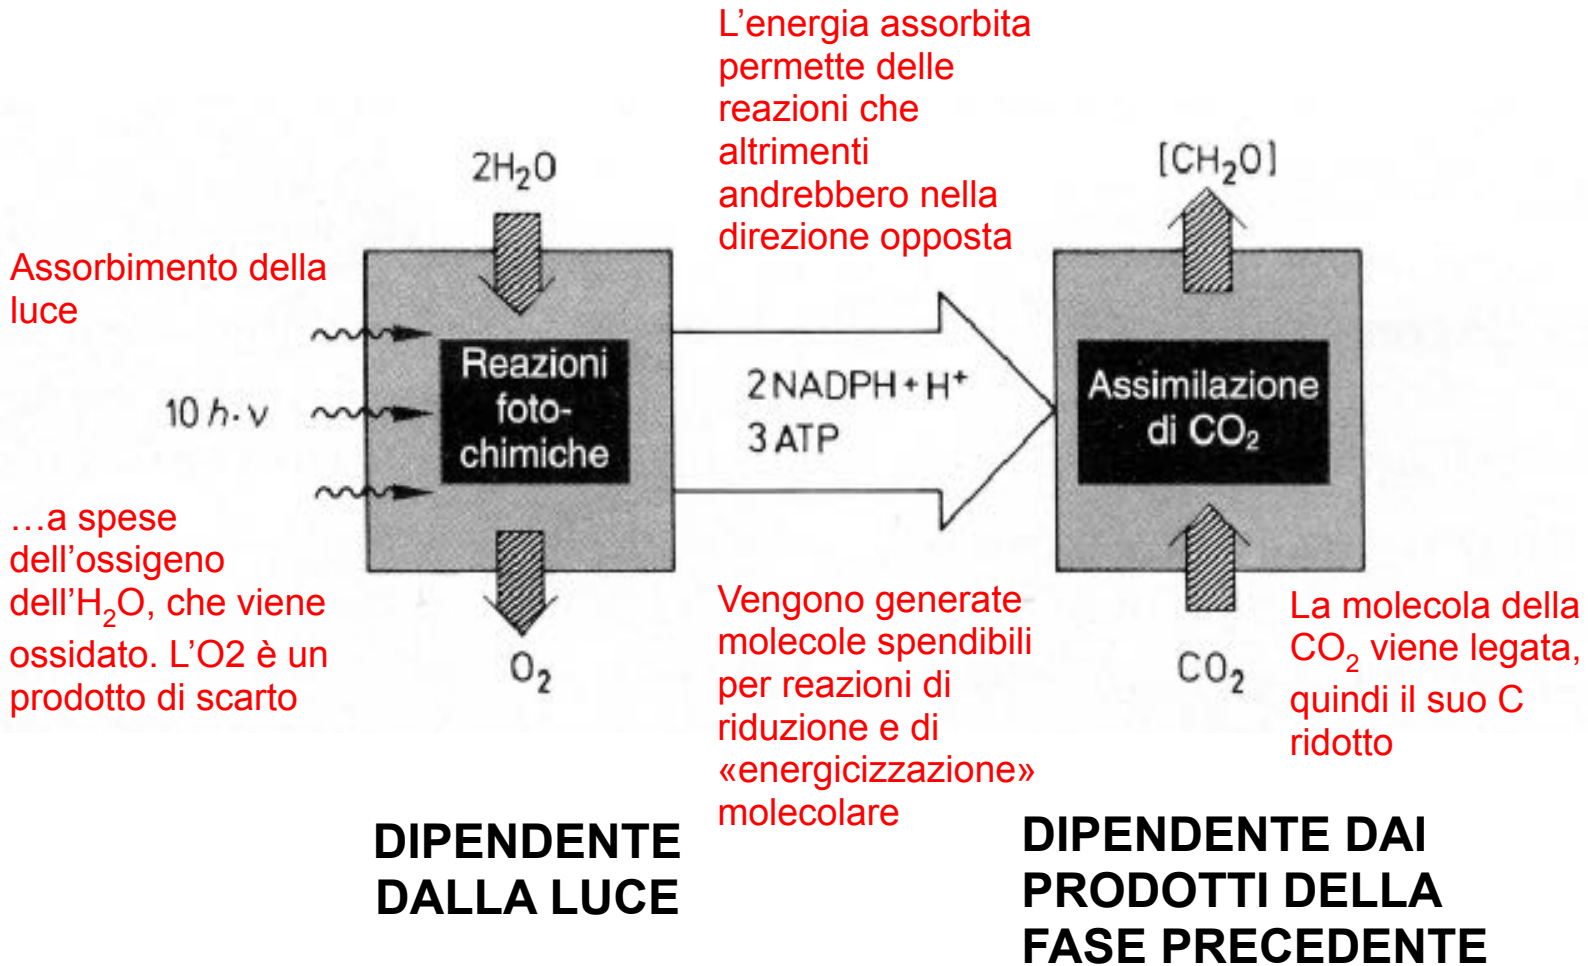 L’energia assorbita
permette delle
reazioni che
altrimenti
andrebbero nella
direzione opposta
2H₂O
[CH₂O]
Assorbimento della
luce
Reazioni
foto-
chimiche
10 h·ν
2 NADPH + H⁺
3 ATP
Assimilazione
di CO₂
…a spese
dell’ossigeno
dell’H₂O, che viene
ossidato. L’O2 è un
prodotto di scarto
O₂
Vengono generate
molecole spendibili
per reazioni di
riduzione e di
«energicizzazione»
molecolare
CO₂
La molecola della
CO₂ viene legata,
quindi il suo C
ridotto
DIPENDENTE
DALLA LUCE
DIPENDENTE DAI
PRODOTTI DELLA
FASE PRECEDENTE